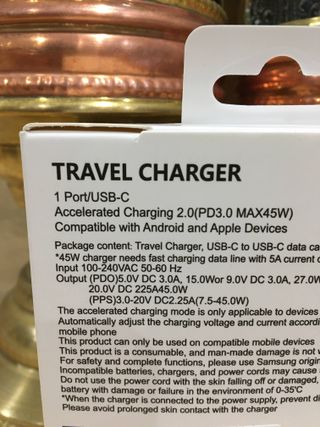 TRAVEL CHARGER
1 Port/USB-C
Accelerated Charging 2.0(PD3.0 MAX45W)
Compatible with Android and Apple Devices
Package content: Travel Charger, USB-C to USB-C data ca
*45W charger needs fast charging data line with 5A current c
Input 100-240VAC 50-60 Hz
Output (PDO)5.0V DC 3.0A, 15.0Wor 9.0V DC 3.0A, 27.0W
20.0V DC 225A45.0W
(PPS)3.0-20V DC2.25A(7.5-45.0W)
The accelerated charging mode is only applicable to devices
Automatically adjust the charging voltage and current accordi
mobile phone
This product can only be used on compatible mobile devices
This product is a consumable, and man-made damage is not
For safety and complete functions, please use Samsung origin
Incompatible batteries, chargers, and power cords may cause
Do not use the power cord with the skin falling off or damaged,
battery with damage or failure in the environment of 0-35°C
*When the charger is connected to the power supply, prevent di
Please avoid prolonged skin contact with the charger